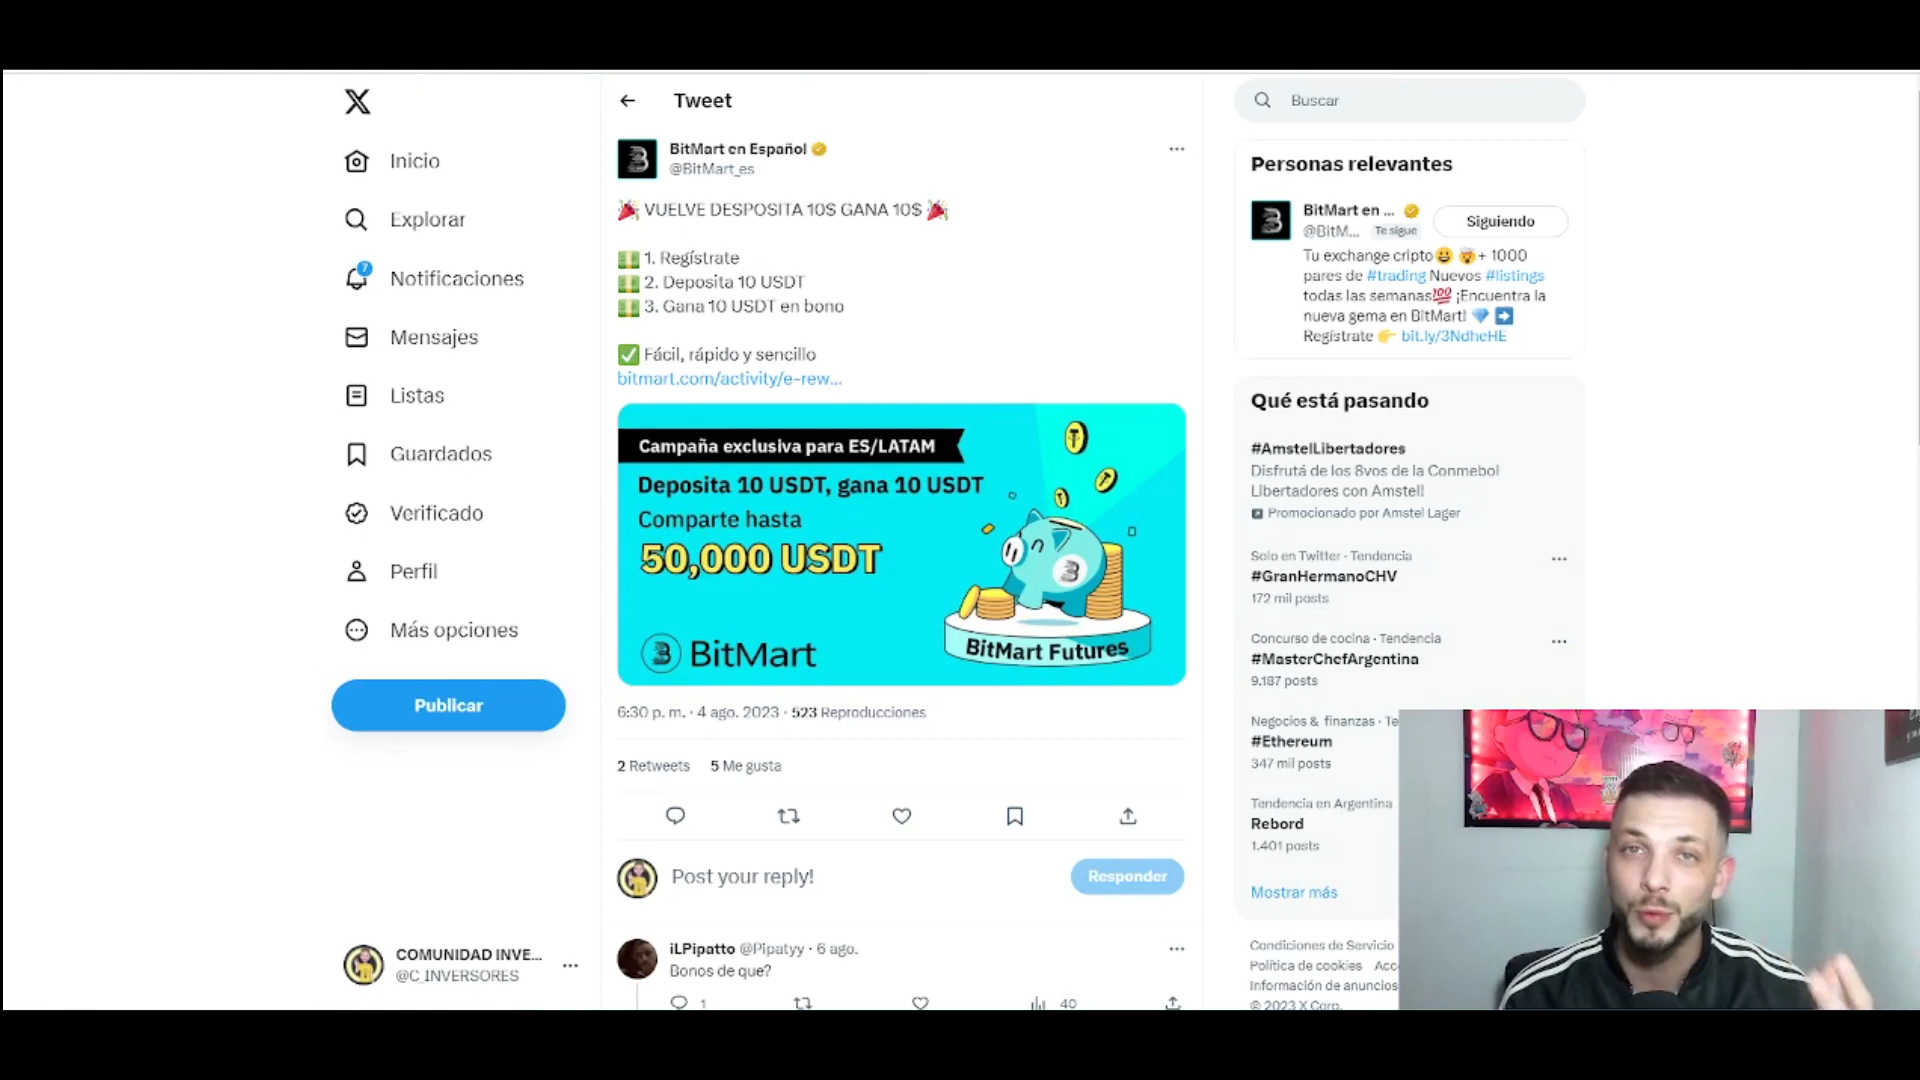 Inicio
Explorar
7
Notificaciones
Mensajes
Listas
Guardados
Verificado
Perfil
Más opciones
Publicar
COMUNIDAD INVE...
@C_INVERSORES
Tweet
BitMart en Español
@BitMart_es
VUELVE DESPOSITA 10$ GANA 10$
1. Regístrate
2. Deposita 10 USDT
3. Gana 10 USDT en bono
Fácil, rápido y sencillo
bitmart.com/activity/e-rew...
Campaña exclusiva para ES/LATAM
Deposita 10 USDT, gana 10 USDT
Comparte hasta
50,000 USDT
BitMart
BitMart Futures
6:30 p. m. · 4 ago. 2023 · 523 Reproducciones
2 Retweets 5 Me gusta
Post your reply!
Responder
iLPipatto @Pipatyy · 6 ago.
Bonos de que?
1 40
Buscar
Personas relevantes
BitMart en ...
@BitM... Te sigue
Siguiendo
Tu exchange cripto + 1000
pares de #trading Nuevos #listings
todas las semanas💯 ¡Encuentra la
nueva gema en BitMart!
Regístrate bit.ly/3NdheHE
Qué está pasando
#AmstelLibertadores
Disfrutá de los 8vos de la Conmebol
Libertadores con Amstel!
Promocionado por Amstel Lager
Solo en Twitter · Tendencia
#GranHermanoCHV
172 mil posts
Concurso de cocina · Tendencia
#MasterChefArgentina
9.187 posts
Negocios & finanzas · Te
#Ethereum
347 mil posts
Tendencia en Argentina
Rebord
1.401 posts
Mostrar más
Condiciones de Servicio
Política de cookies Acc
Información de anuncios
© 2023 X Corp.